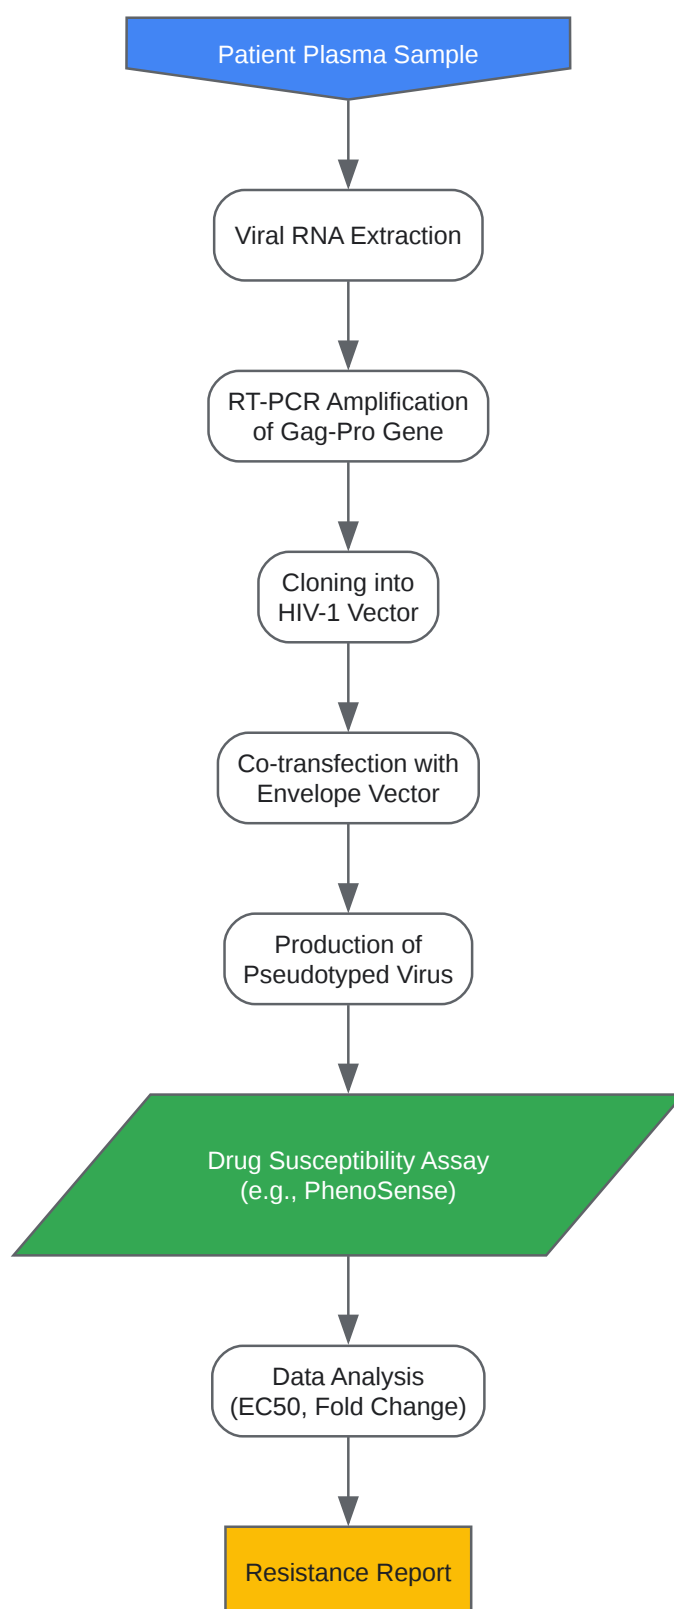 Patient Plasma Sample
Viral RNA Extraction
RT-PCR Amplification
of Gag-Pro Gene
Cloning into
HIV-1 Vector
Co-transfection with
Envelope Vector
Production of
Pseudotyped Virus
Drug Susceptibility Assay
(e.g., PhenoSense)
Data Analysis
(EC50, Fold Change)
Resistance Report